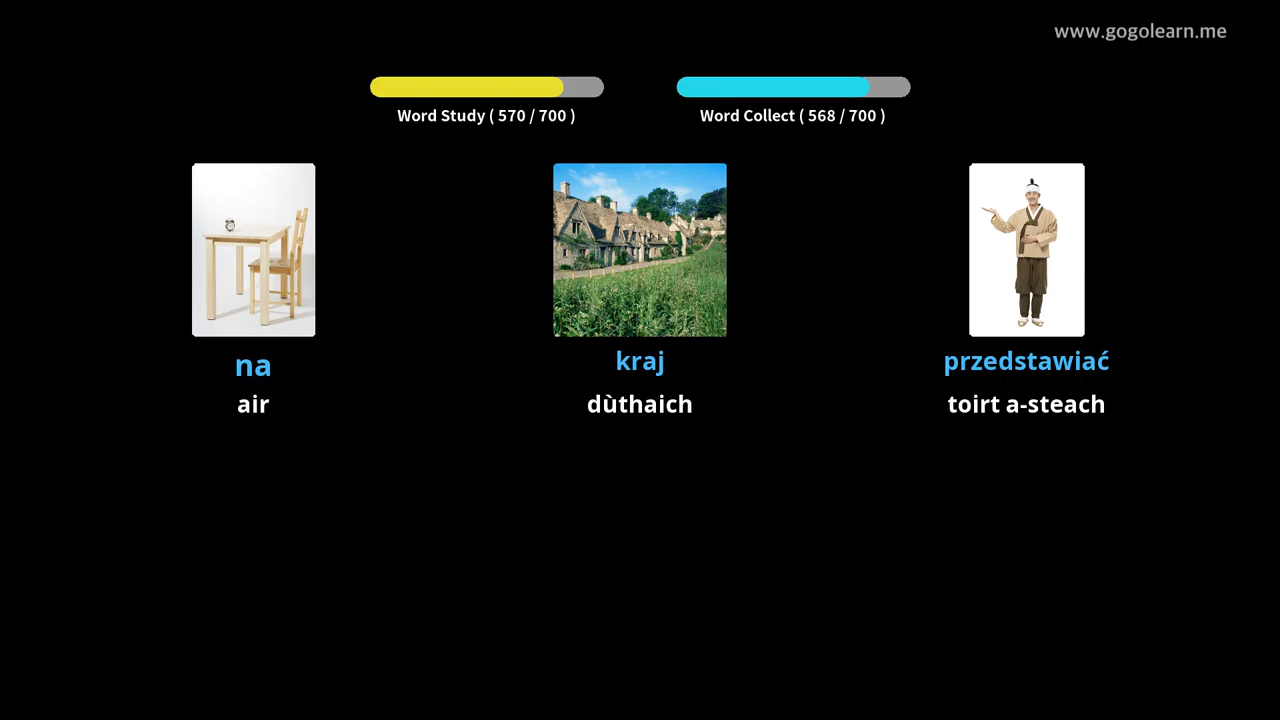 www.gogolearn.me
Word Study ( 570 / 700 )
Word Collect ( 568 / 700 )
na
kraj
przedstawiać
air
dùthaich
toirt a-steach